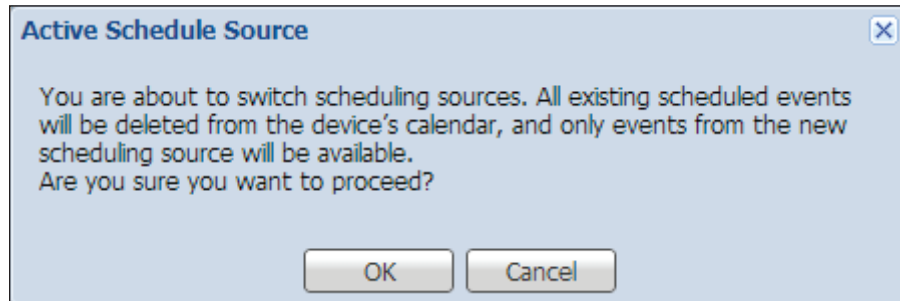 Active Schedule Source
You are about to switch scheduling sources. All existing scheduled events
will be deleted from the device's calendar, and only events from the new
scheduling source will be available.
Are you sure you want to proceed?
OK
Cancel